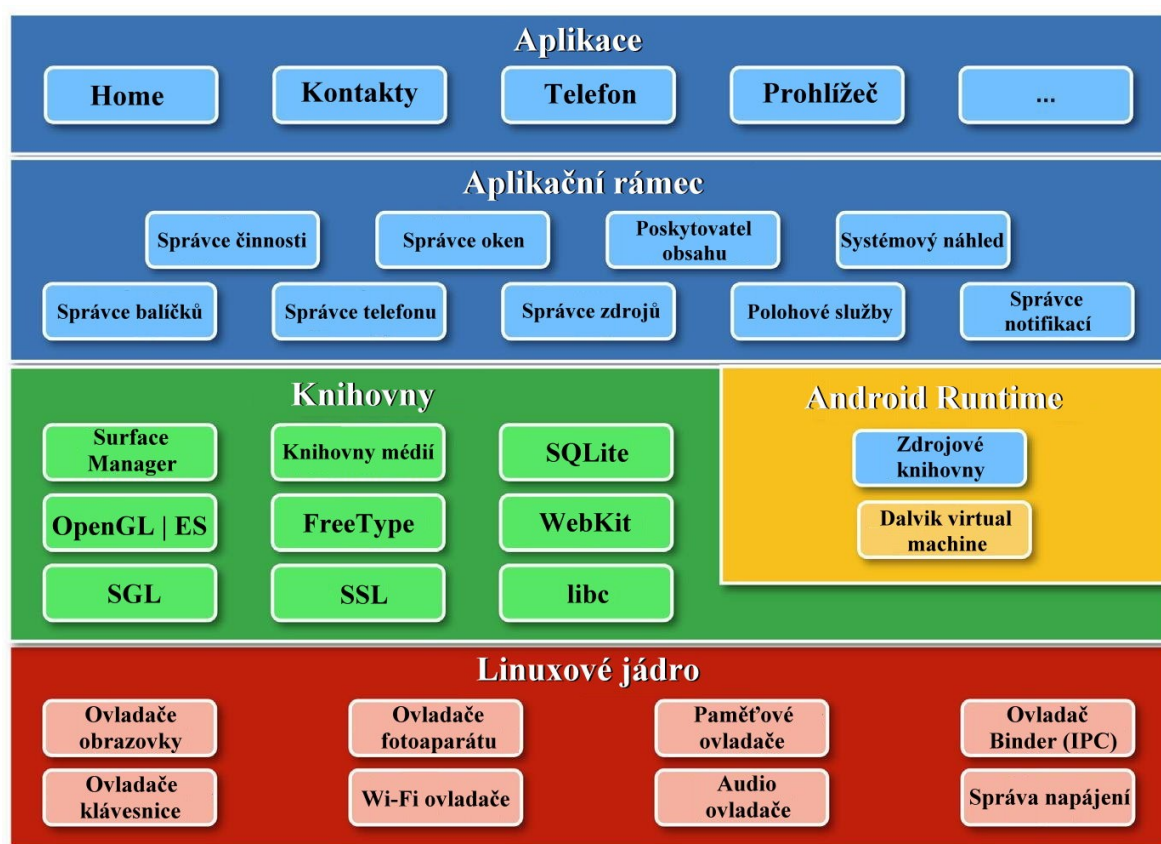 Aplikace
Home
Kontakty
Telefon
Prohlížeč
...
Aplikační rámec
Správce činnosti
Správce oken
Poskytovatel
obsahu
Systémový náhled
Správce balíčků
Správce telefonu
Správce zdrojů
Polohové služby
Správce
notifikací
Knihovny
Surface
Manager
Knihovny médií
SQLite
OpenGL | ES
FreeType
WebKit
SGL
SSL
libc
Android Runtime
Zdrojové
knihovny
Dalvik virtual
machine
Linuxové jádro
Ovladače
obrazovky
Ovladače
fotoaparátu
Paměťové
ovladače
Ovladač
Binder (IPC)
Ovladače
klávesnice
Wi-Fi ovladače
Audio
ovladače
Správa napájení